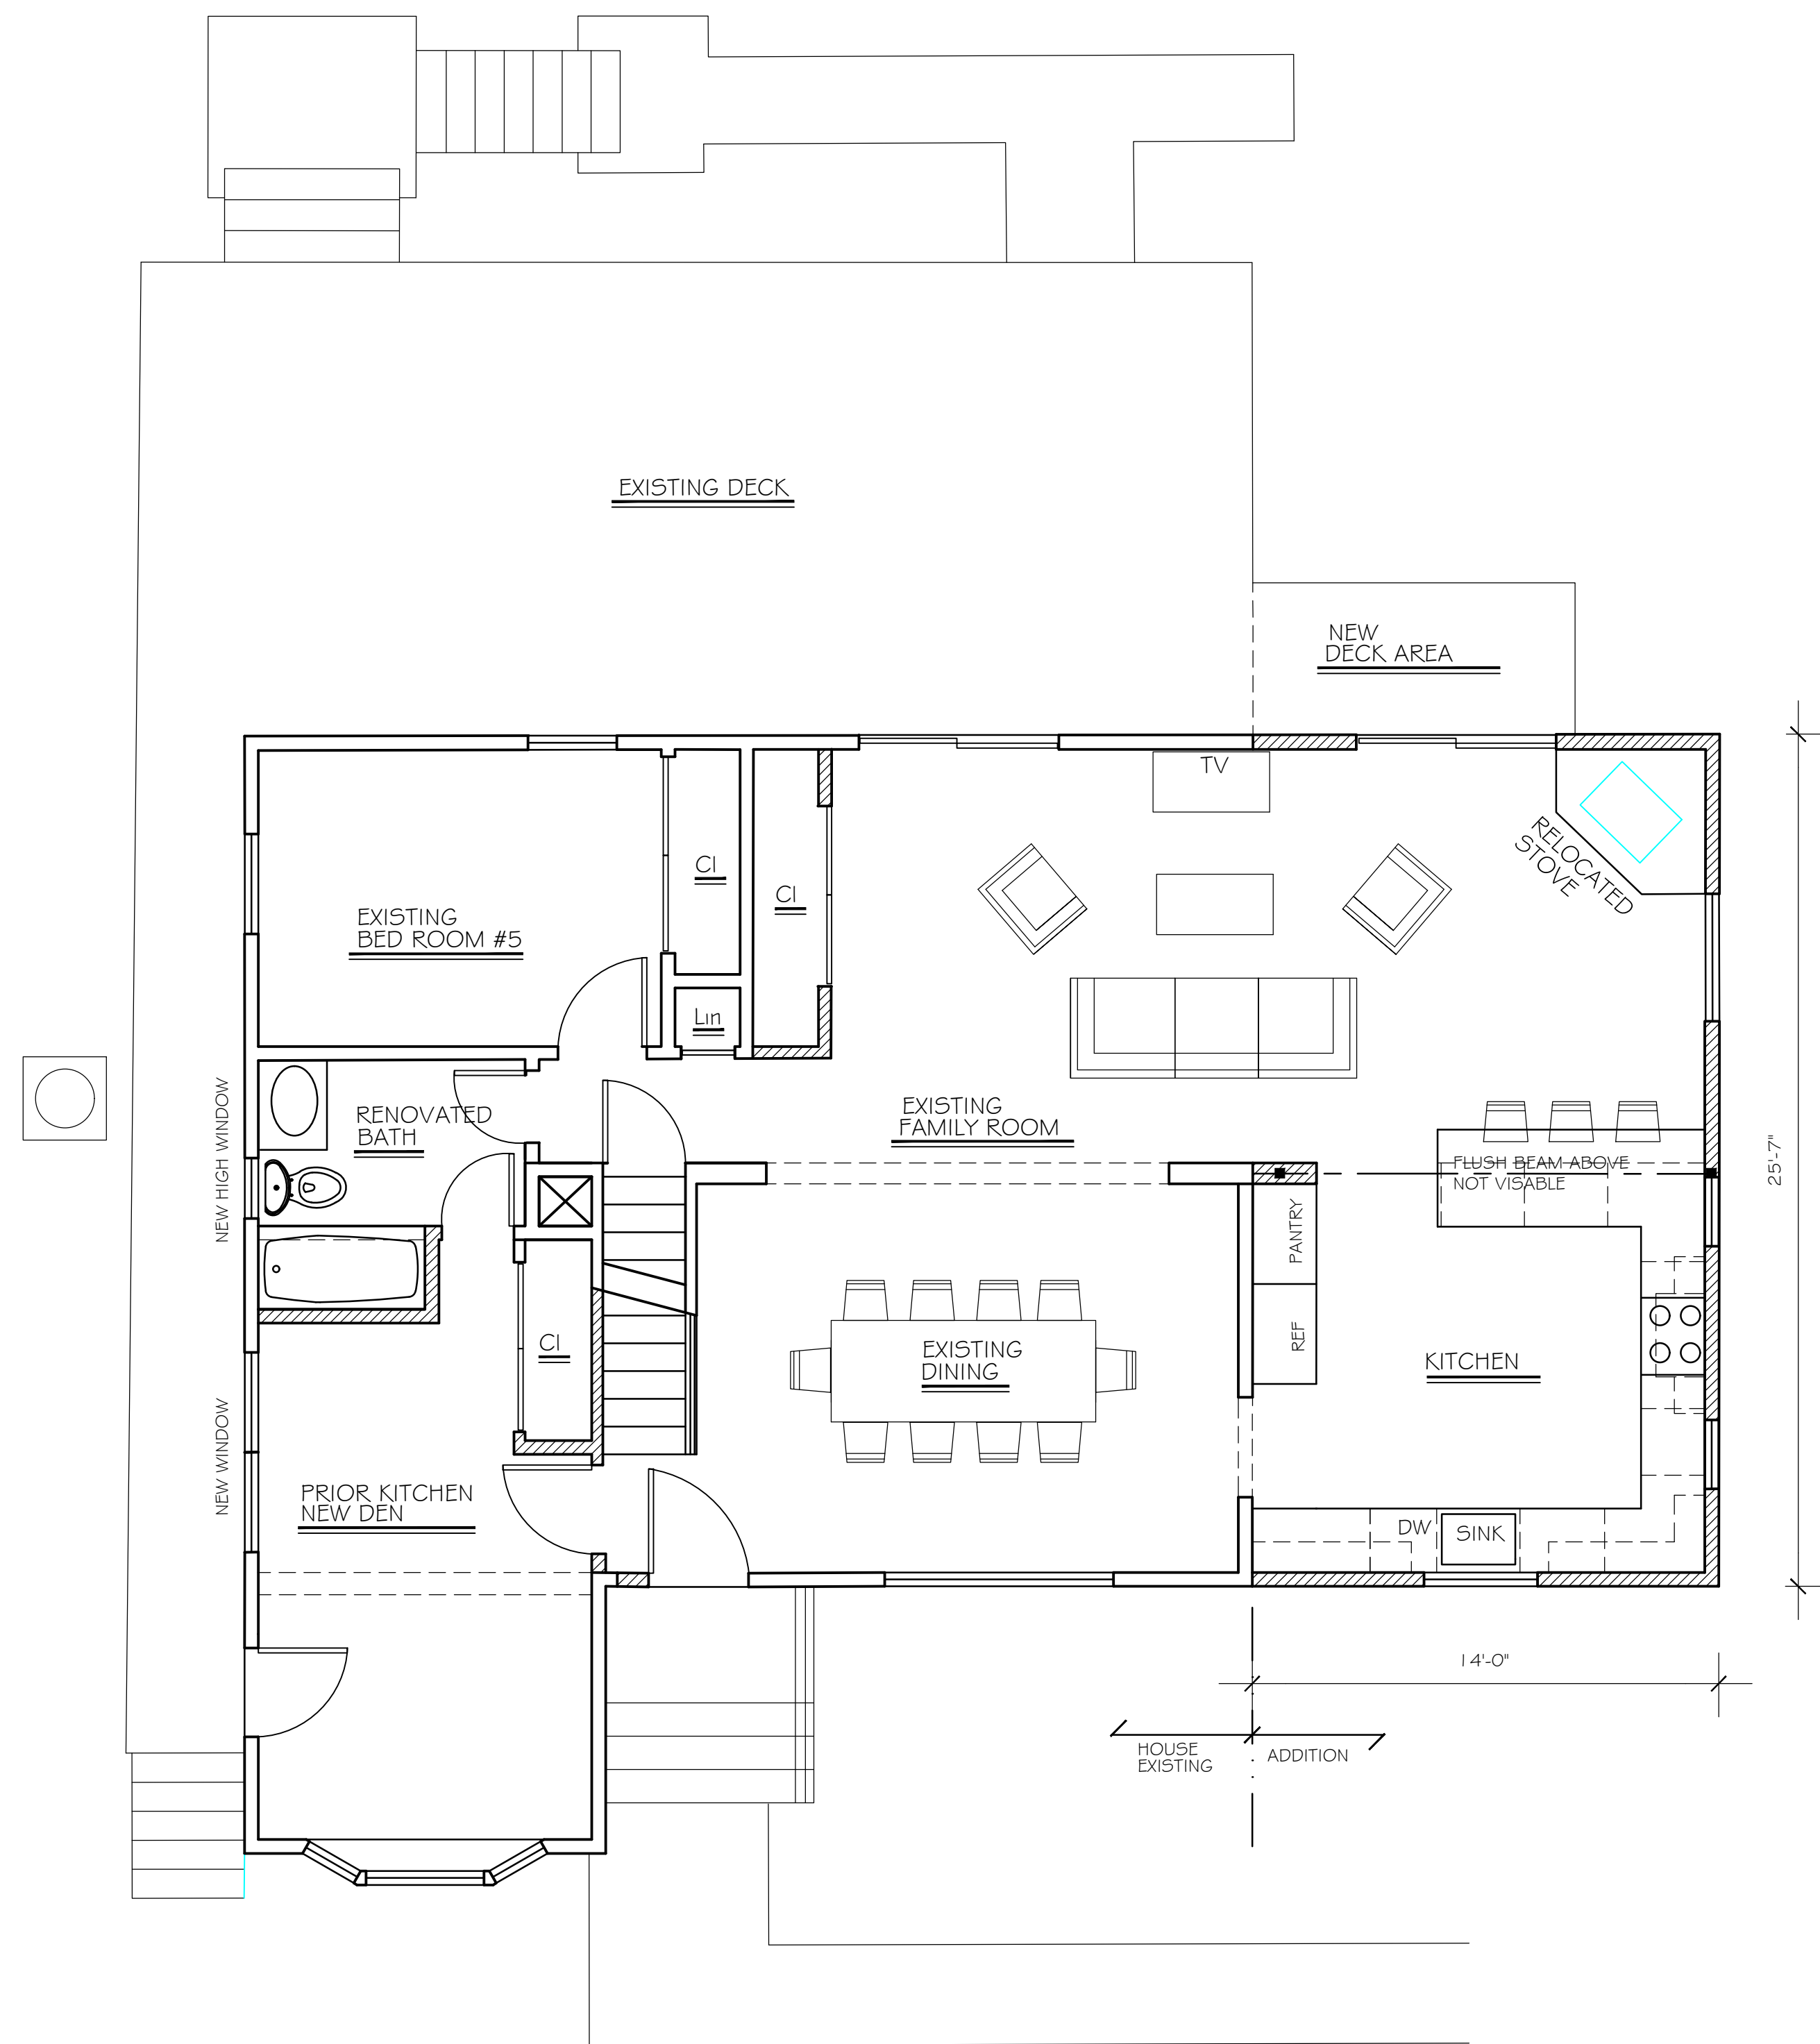 EXISTING DECK
NEW
DECK AREA
TV
RELOCATED
STOVE
Cl
Cl
EXISTING
BED ROOM #5
Lin
NEW HIGH WINDOW
RENOVATED
BATH
EXISTING
FAMILY ROOM
FLUSH BEAM ABOVE
NOT VISABLE
25'-7"
PANTRY
REF
Cl
EXISTING
DINING
KITCHEN
NEW WINDOW
PRIOR KITCHEN
NEW DEN
DW
SINK
14'-0"
HOUSE
EXISTING
ADDITION